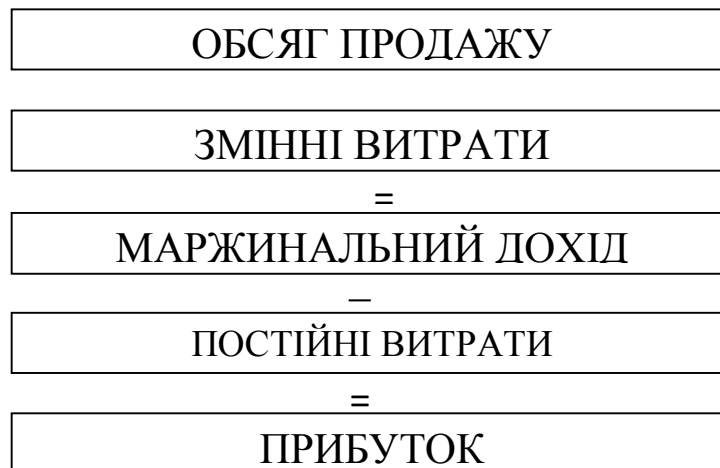 ОБСЯГ ПРОДАЖУ
ЗМІННІ ВИТРАТИ
=
МАРЖИНАЛЬНИЙ ДОХІД
–
ПОСТІЙНІ ВИТРАТИ
=
ПРИБУТОК